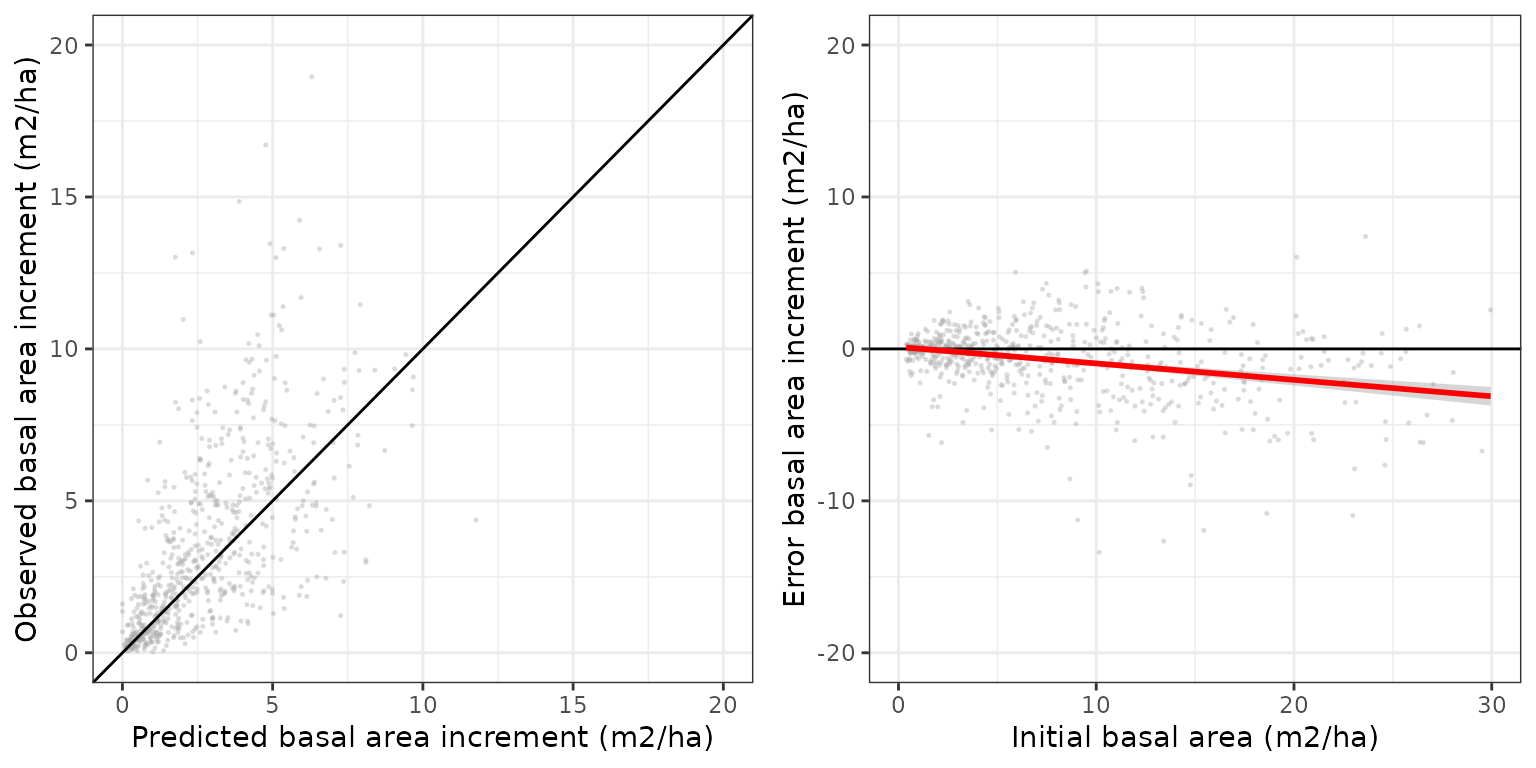 Observed basal area increment (m2/ha)
20
15
10
5
0
0 5 10 15 20
Predicted basal area increment (m2/ha)
Error basal area increment (m2/ha)
20
10
0
-10
-20
0 10 20 30
Initial basal area (m2/ha)